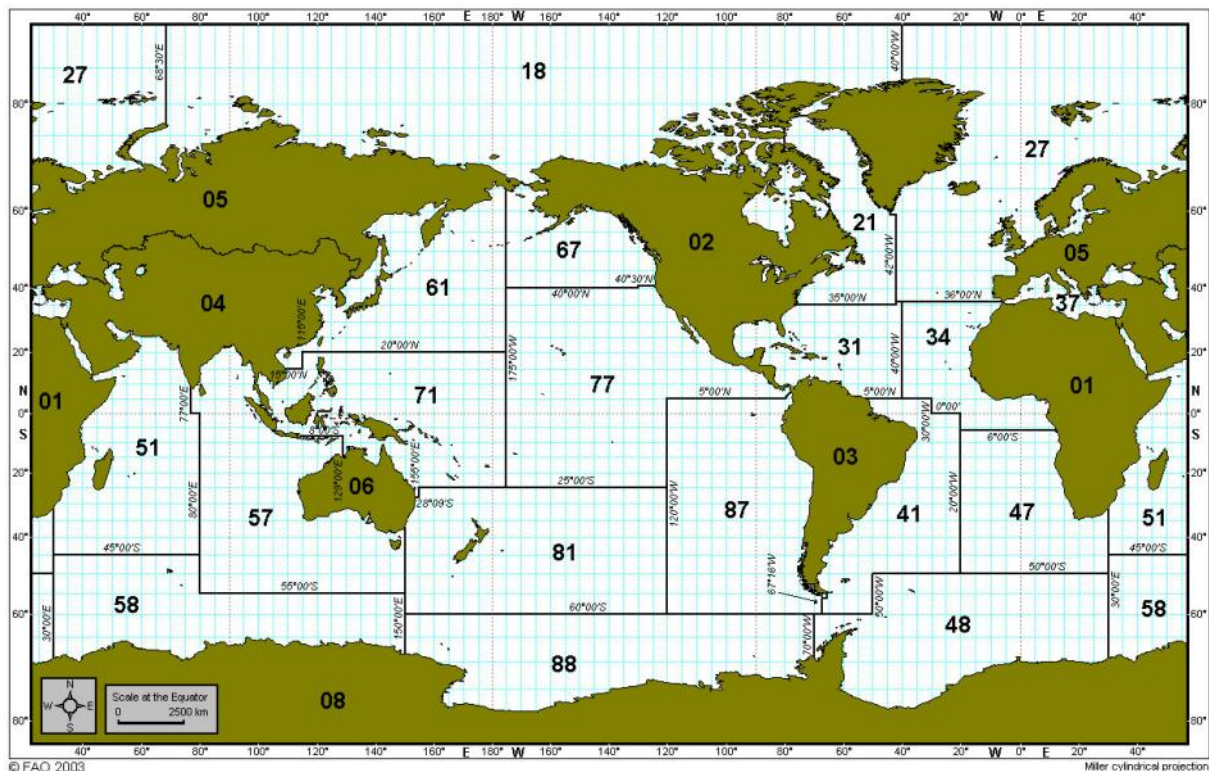 40° 60° 80° 100° 120° 140° 160° E 180° W 160° 140° 120° 100° 80° 60° 40° 20° W 0° E 20° 40°
27
68°30'E
18
40°00'W
80°
80°
27
05
60°
21
60°
02
67
42°00'W
05
40°30'N
61
40°
04
40°00'N
35°00'N
36°00'N
37
40°
115°00'E
34
20°00'N
31
40°00'W
20°
15°00'N
175°00'W
20°
77°00'E
71
77
5°00'N
5°00'N
01
N
01
N
0°
30°00'W
0°00'
0°
S
8°00'S
6°00'S
S
51
155°00'E
03
20°
129°00'E
06
25°00'S
20°00'W
20°
80°00'E
28°09'S
120°00'W
57
87
41
47
51
40°
45°00'S
81
45°00'S
40°
67°16'W
50°00'S
55°00'S
58
60°00'S
50°00'W
30°00'E
58
60°
30°00'E
150°00'E
48
60°
88
70°00'W
N
W E
S
Scale at the Equator
0 2500 km
08
80°
80°
40° 60° 80° 100° 120° 140° 160° E 180° W 160° 140° 120° 100° 80° 60° 40° 20° W 0° E 20° 40°
© FAO 2003
Miller cylindrical projection